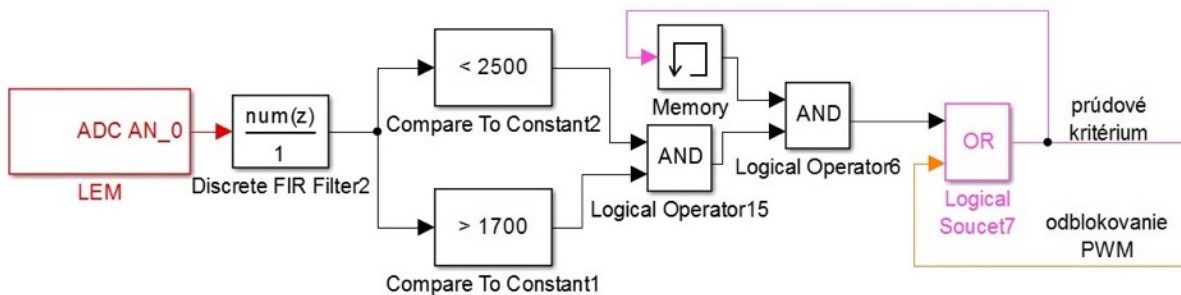 ADC AN_0
LEM
num(z)
1
Discrete FIR Filter2
< 2500
Compare To Constant2
> 1700
Compare To Constant1
AND
Logical Operator15
Memory
AND
Logical Operator6
OR
Logical
Soucet7
prúdové
kritérium
odblokovanie
PWM